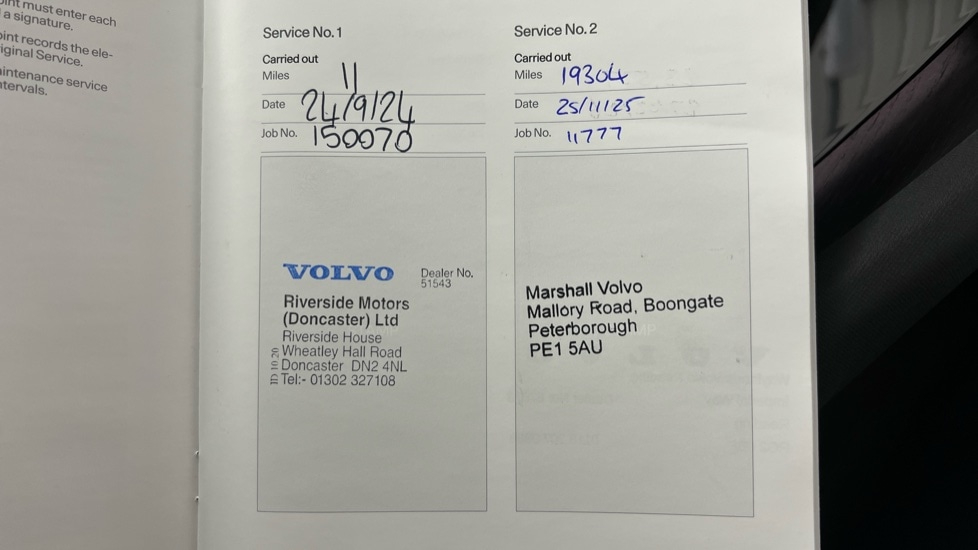 int must enter each
a signature.
int records the ele-
iginal Service.
intenance service
tervals.
Service No. 1
Carried out
Miles 11
Date 24/9/24
Job No. 150070
VOLVO
Dealer No.
51543
Riverside Motors
(Doncaster) Ltd
Riverside House
Wheatley Hall Road
Doncaster DN2 4NL
Tel:- 01302 327108
Service No. 2
Carried out
Miles 19304
Date 25/11/25
Job No. 11777
Marshall Volvo
Mallory Road, Boongate
Peterborough
PE1 5AU